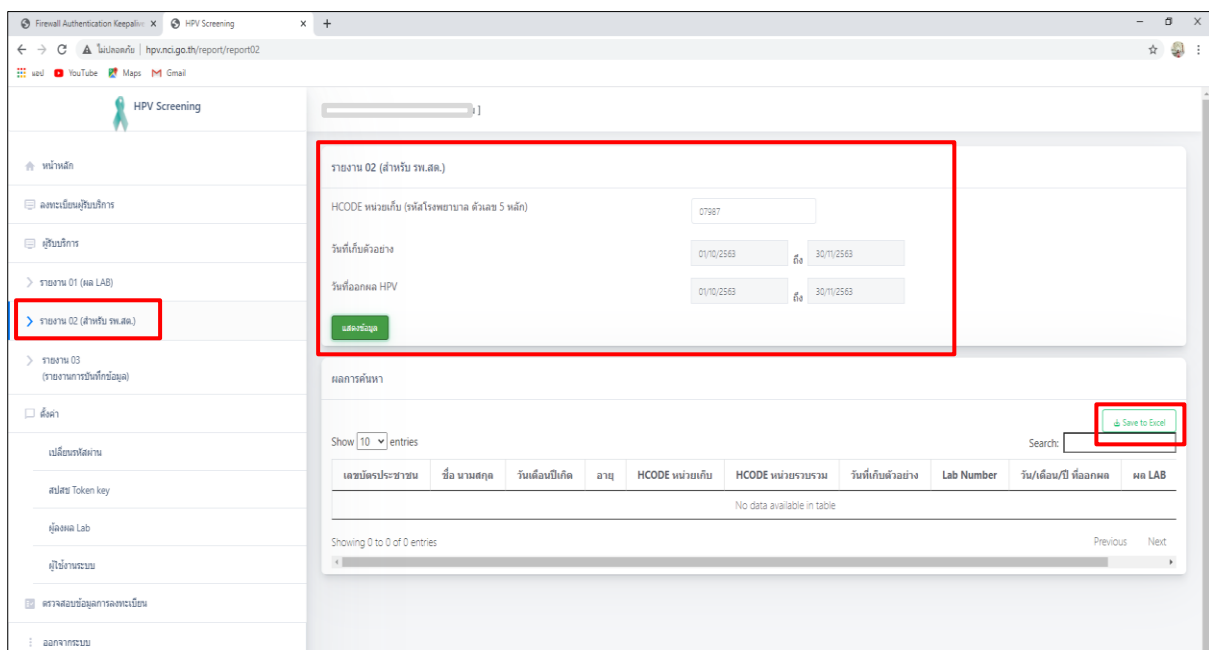 Firewall Authentication Keepalive
HPV Screening
ไม่ปลอดภัย | hpv.nci.go.th/report/report02
แอป YouTube Maps Gmail
HPV Screening
]
หน้าหลัก
ลงทะเบียนผู้รับบริการ
ผู้รับบริการ
รายงาน 01 (ผล LAB)
รายงาน 02 (สำหรับ รพ.สต.)
รายงาน 03
(รายงานการบันทึกข้อมูล)
ตั้งค่า
เปลี่ยนรหัสผ่าน
สปสช Token key
ผู้ลงผล Lab
ผู้ใช้งานระบบ
ตรวจสอบข้อมูลการลงทะเบียน
ออกจากระบบ
รายงาน 02 (สำหรับ รพ.สต.)
HCODE หน่วยเก็บ (รหัสโรงพยาบาล ตัวเลข 5 หลัก) 07987
วันที่เก็บตัวอย่าง 01/10/2563 ถึง 30/11/2563
วันที่ออกผล HPV 01/10/2563 ถึง 30/11/2563
แสดงข้อมูล
ผลการค้นหา
Save to Excel
Show 10 entries Search:
เลขบัตรประชาชน ชื่อ นามสกุล วันเดือนปีเกิด อายุ HCODE หน่วยเก็บ HCODE หน่วยรวบรวม วันที่เก็บตัวอย่าง Lab Number วัน/เดือน/ปี ที่ออกผล ผล LAB
No data available in table
Showing 0 to 0 of 0 entries Previous Next